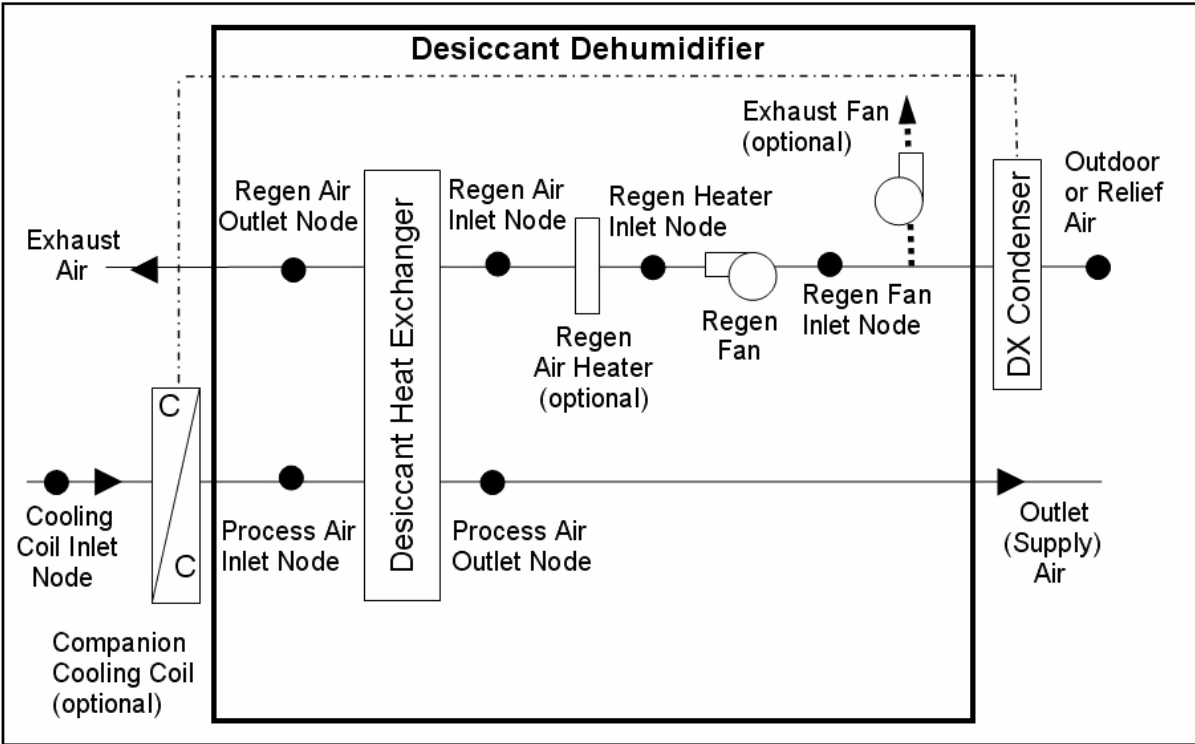 Desiccant Dehumidifier
Exhaust Fan
(optional)
Outdoor
or Relief
Air
Regen Air
Outlet Node
Regen Air
Inlet Node
Regen Heater
Inlet Node
Exhaust
Air
Desiccant Heat Exchanger
Regen
Air Heater
(optional)
Regen
Fan
Regen Fan
Inlet Node
DX Condenser
C
C
Cooling
Coil Inlet
Node
Process Air
Inlet Node
Process Air
Outlet Node
Outlet
(Supply)
Air
Companion
Cooling Coil
(optional)